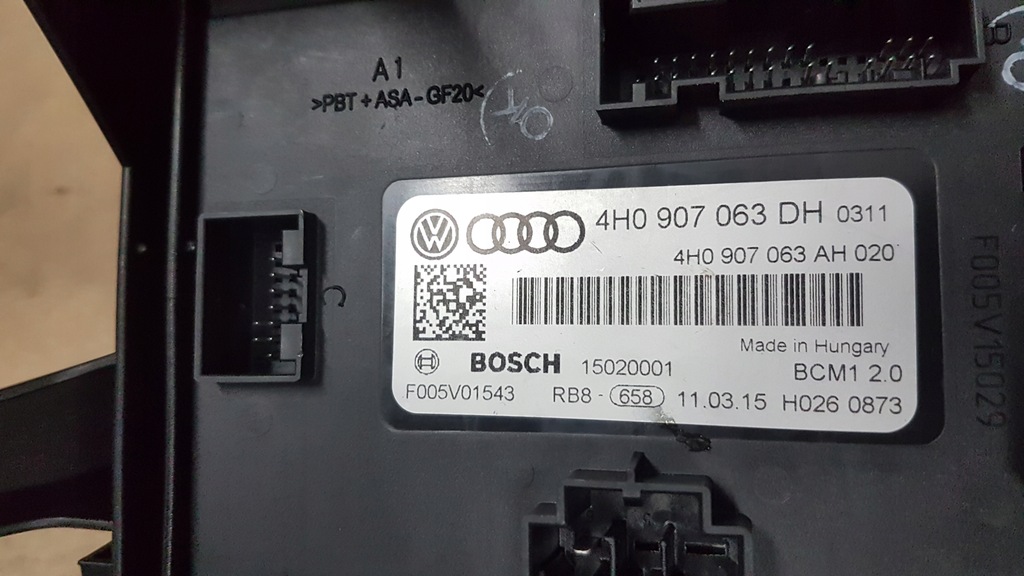 A1
>PBT+ASA-GF20<
4H0 907 063 DH 0311
4H0 907 063 AH 020
Made in Hungary
BOSCH 15020001
BCM1 2.0
F005V01543 RB8 - 658 11.03.15 H026 0873
C
F005V15029